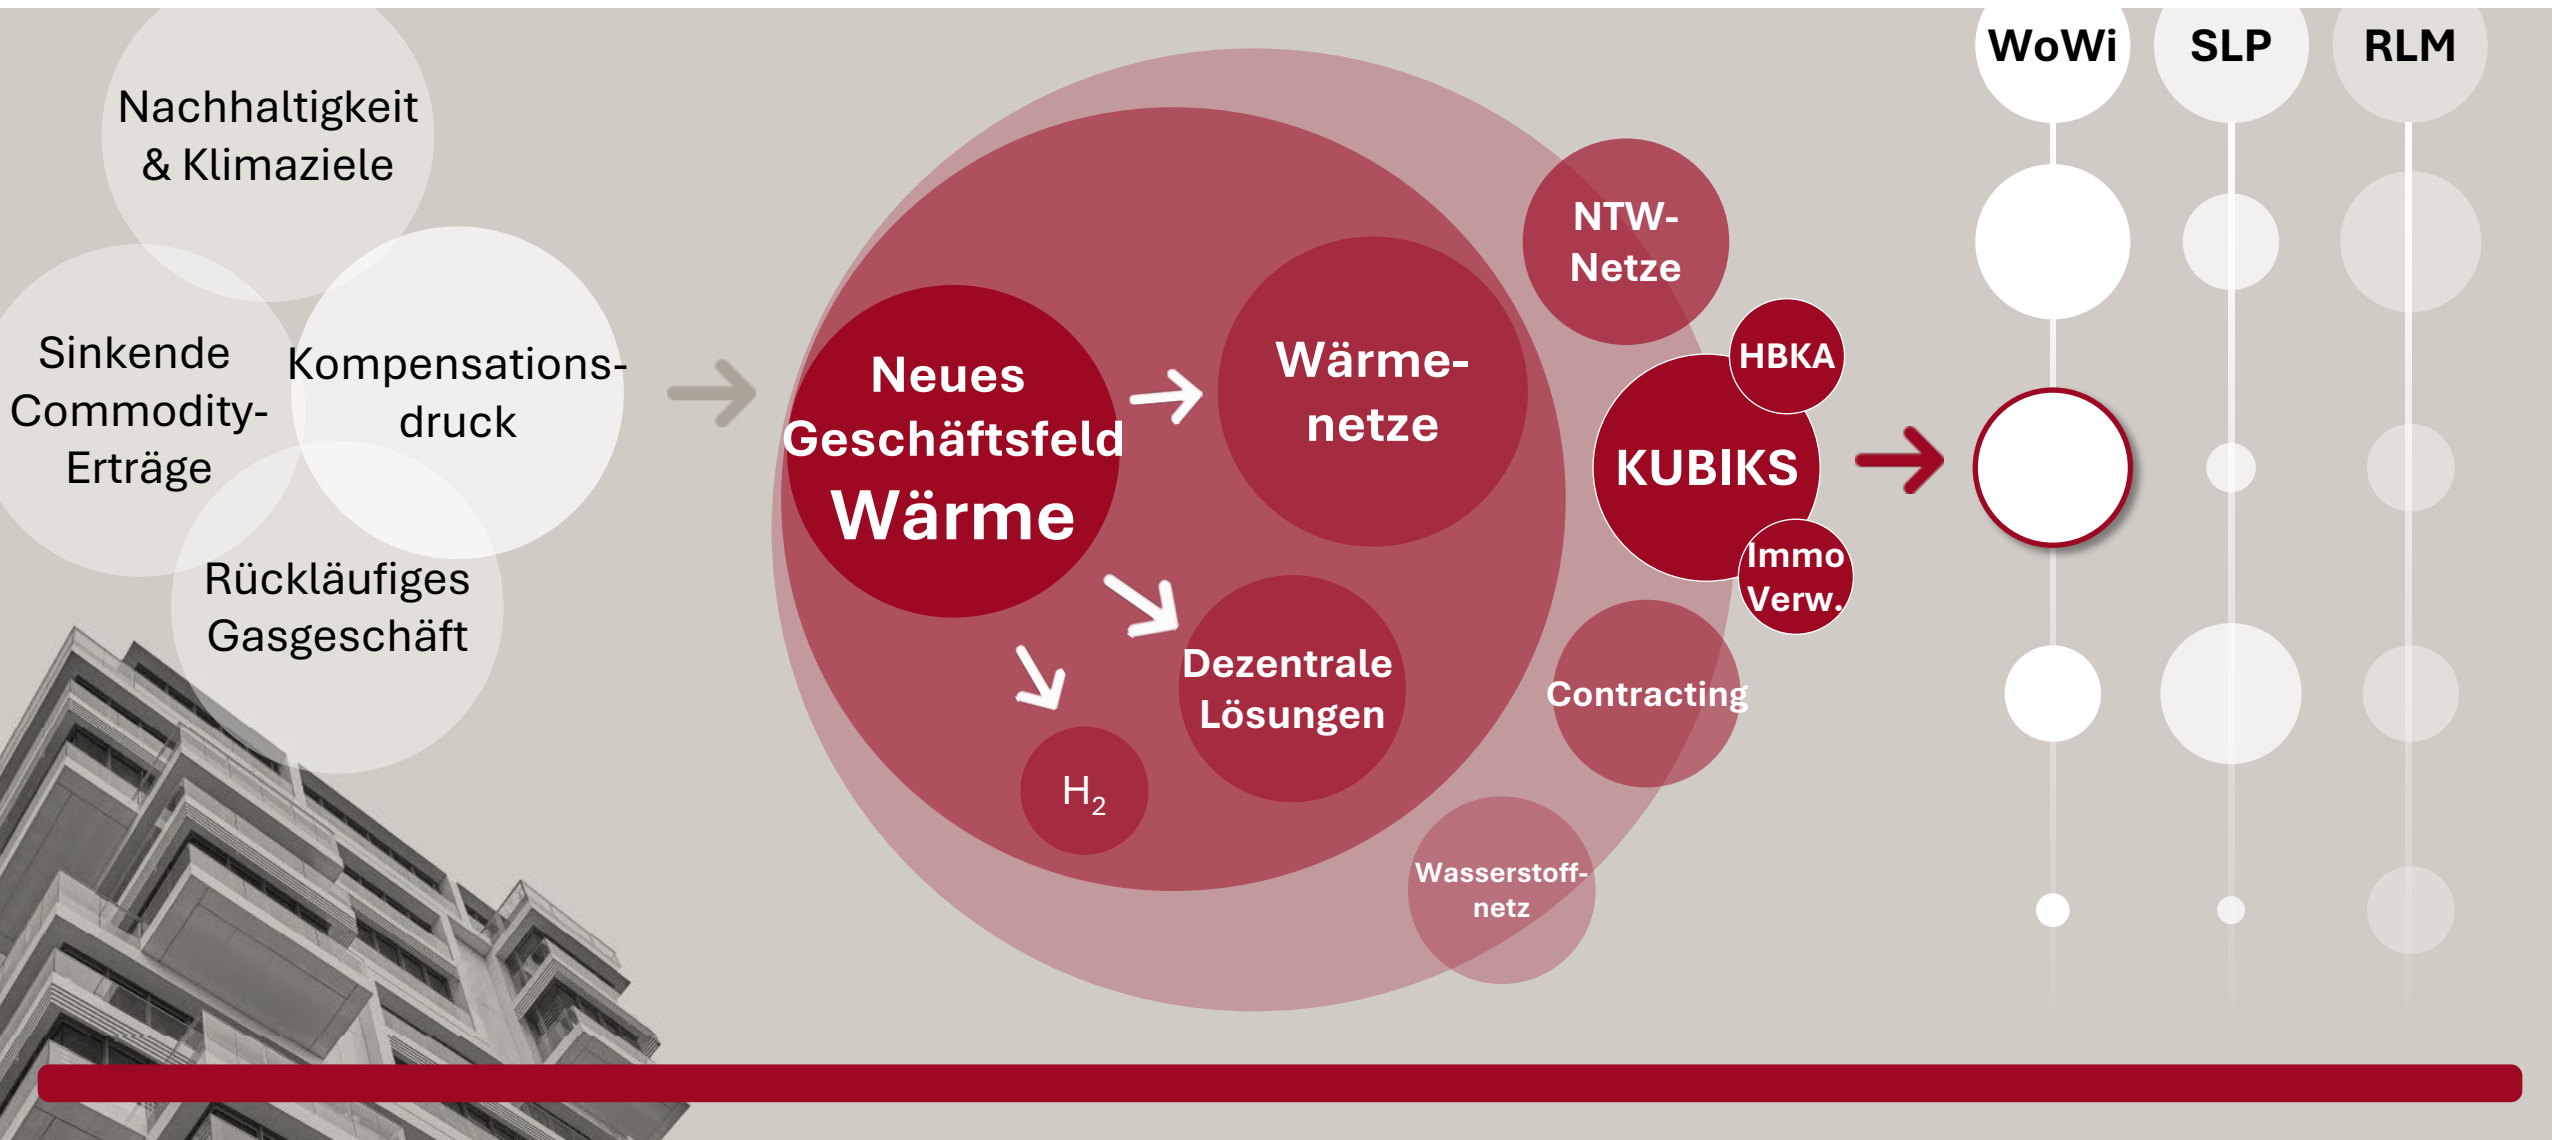 Nachhaltigkeit
& Klimaziele
Sinkende
Commodity-
Erträge
Kompensations-
druck
Rückläufiges
Gasgeschäft
Neues
Geschäftsfeld
Wärme
Wärme-
netze
Dezentrale
Lösungen
H₂
NTW-
Netze
HBKA
KUBIKS
Immo
Verw.
Contracting
Wasserstoff-
netz
WoWi
SLP
RLM